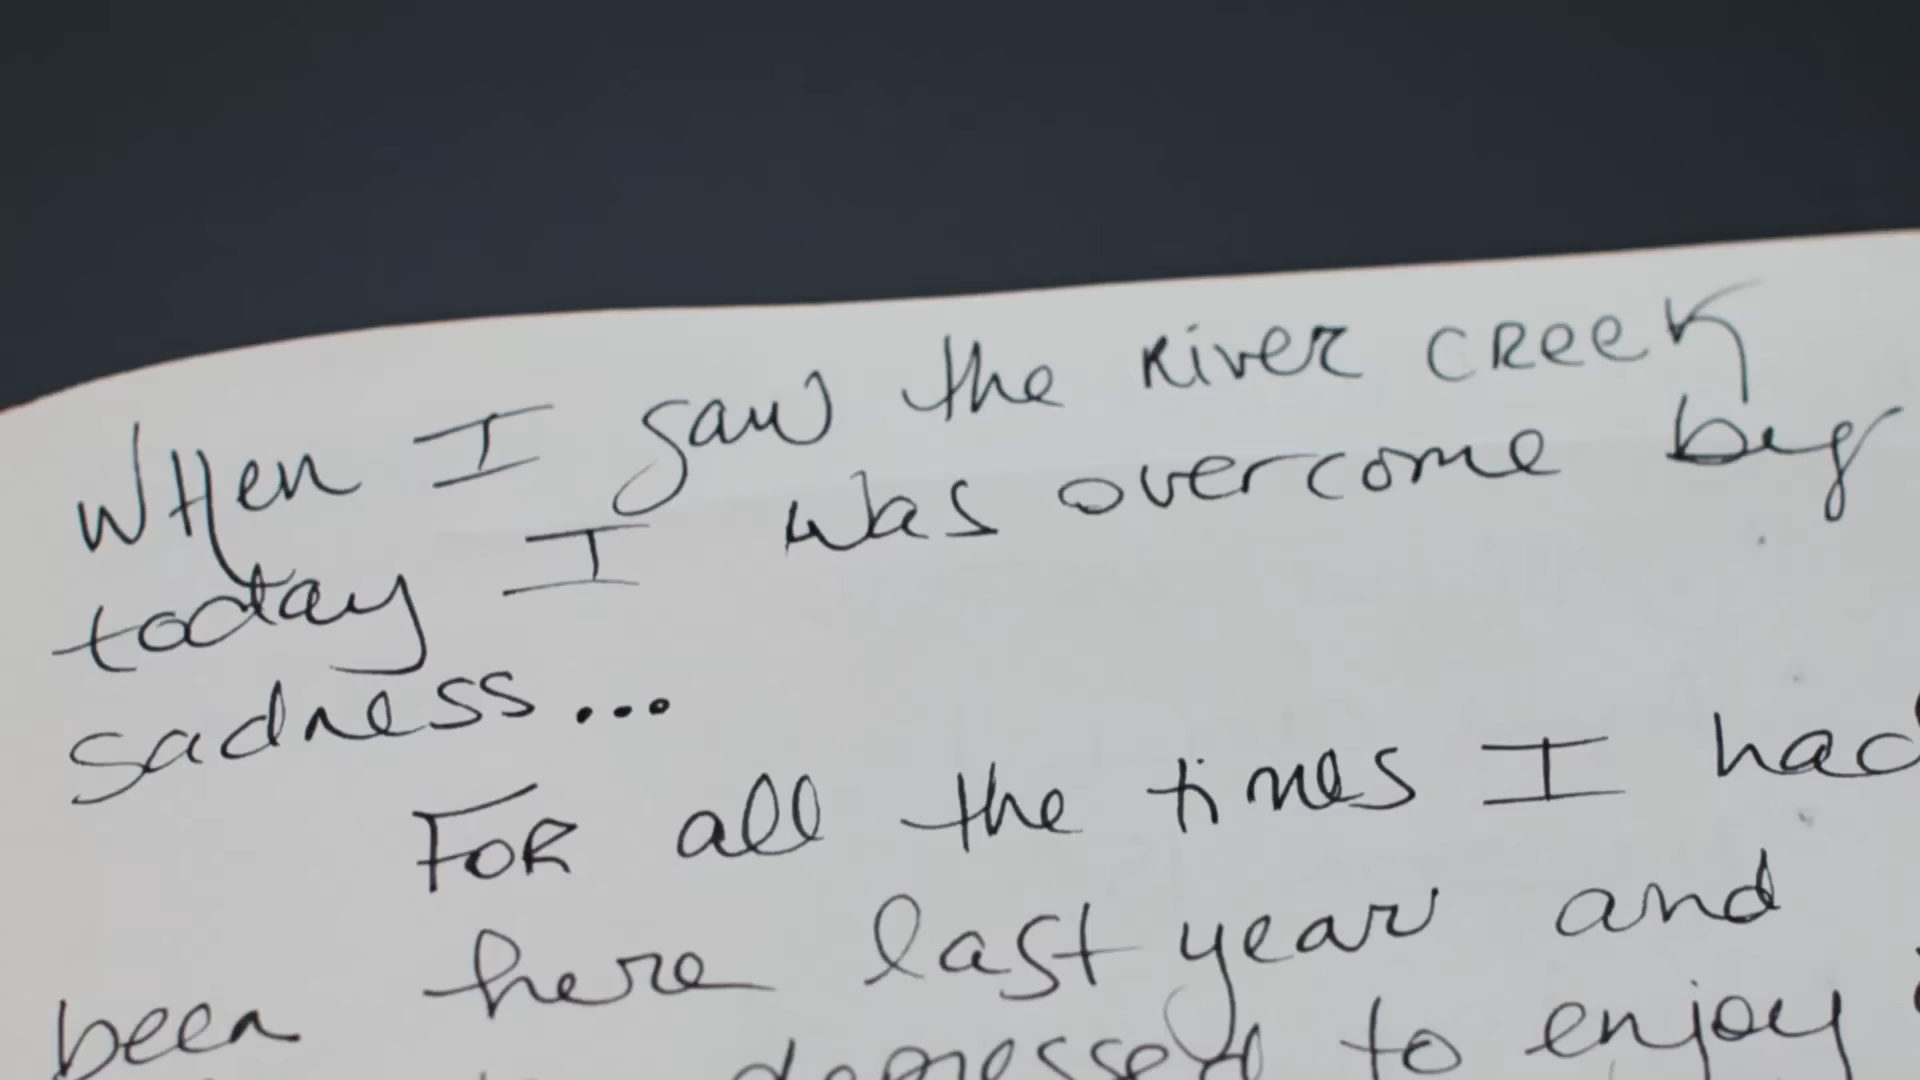 WHen I saw the River CReek
today I was overcome by
sadness...
FOR all the times I had
been here last year and
depressed to enjoy